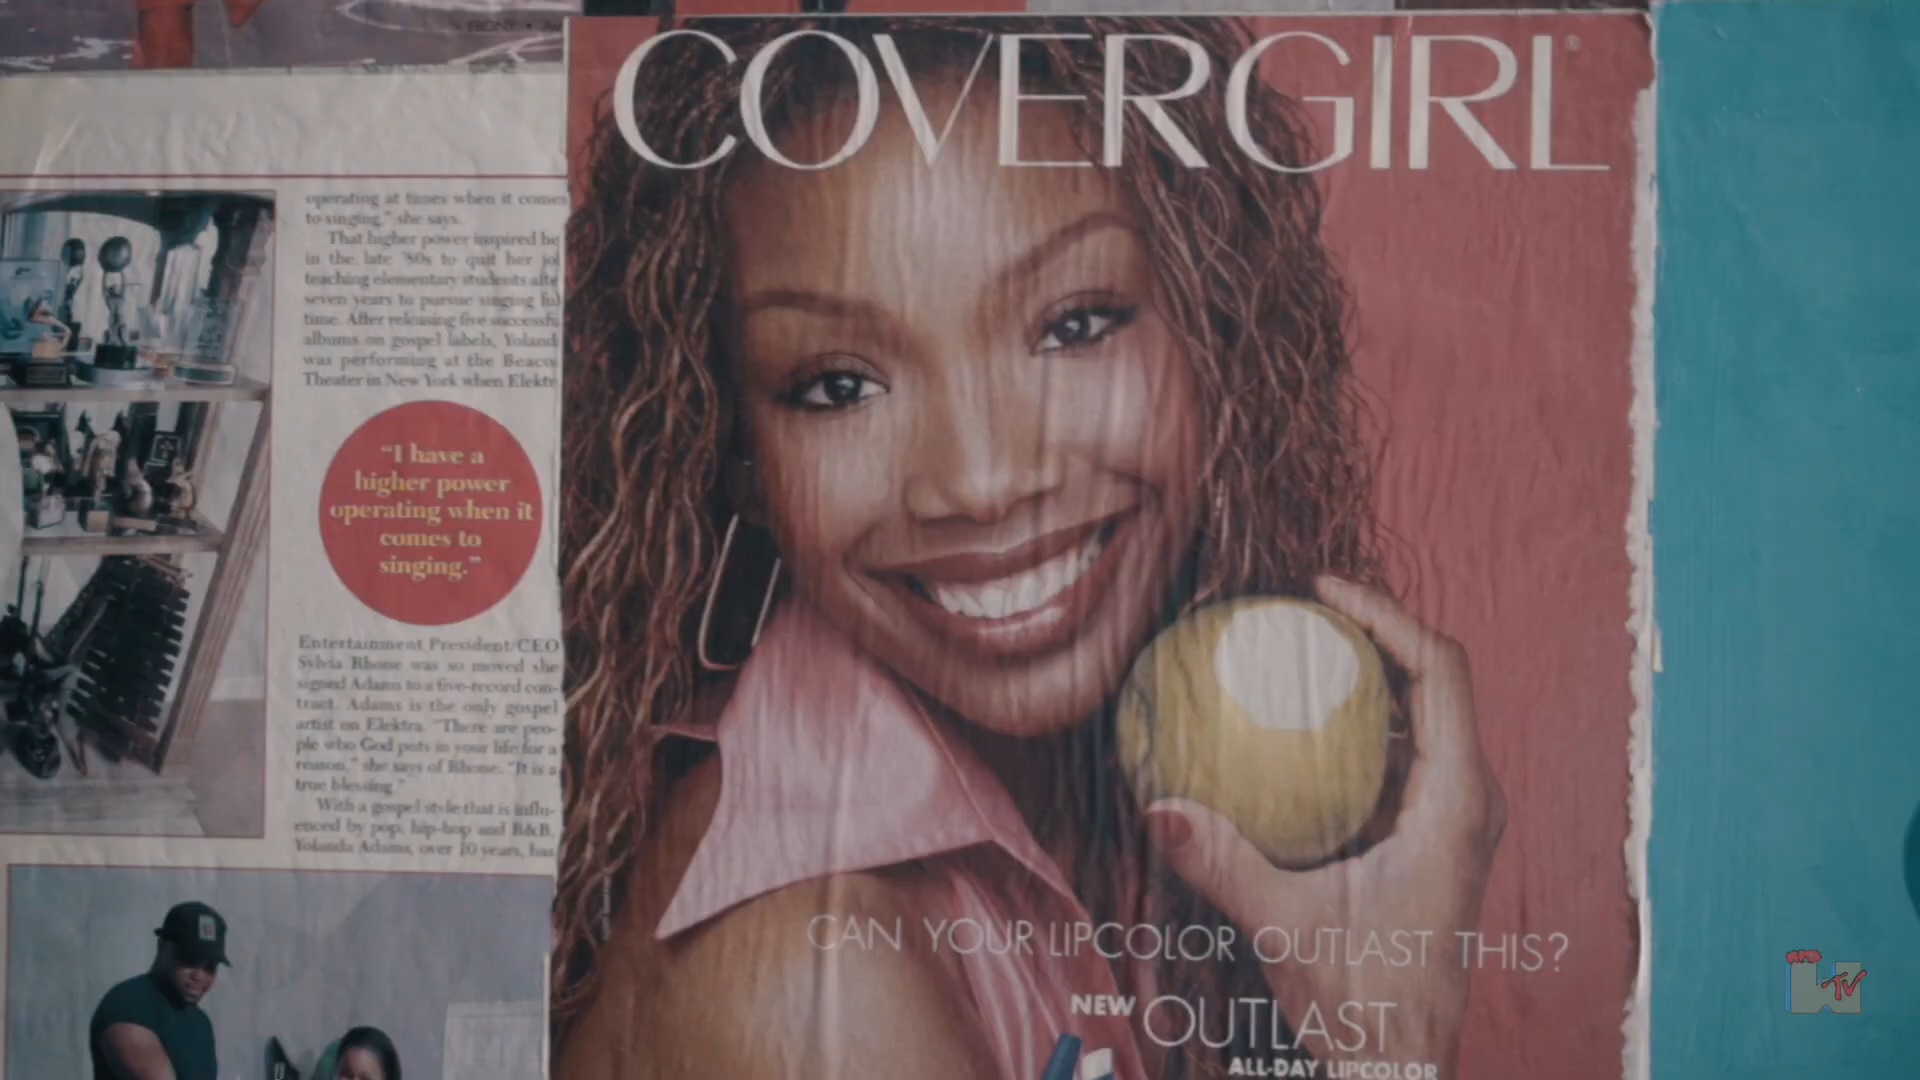 operating at times when it comes
to singing," she says.
That higher power inspired he
in the late '80s to quit her jo
teaching elementary students afte
seven years to pursue singing ful
time. After releasing five successfu
albums on gospel labels, Yoland
was performing at the Beaco
Theater in New York when Elektr
"I have a
higher power
operating when it
comes to
singing."
Entertainment President/CEO
Sylvia Rhone was so moved she
signed Adams to a five-record con-
tract. Adams is the only gospel
artist on Elektra. "There are peo-
ple who God puts in your life for a
reason," she says of Rhone. "It is a
true blessing."
With a gospel style that is influ-
enced by pop, hip-hop and R&B,
Yolanda Adams, over 10 years, has
COVERGIRL®
CAN YOUR LIPCOLOR OUTLAST THIS?
NEW OUTLAST
ALL-DAY LIPCOLOR
TV